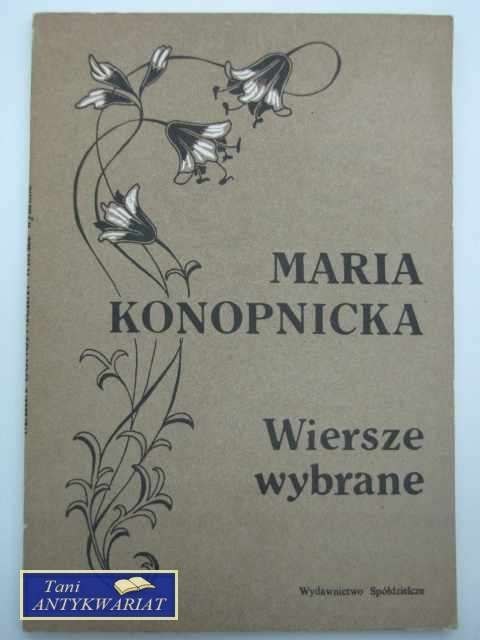 MARIA
KONOPNICKA
Wiersze
wybrane
Wydawnictwo Spółdzielcze
Tani
ANTYKWARIAT